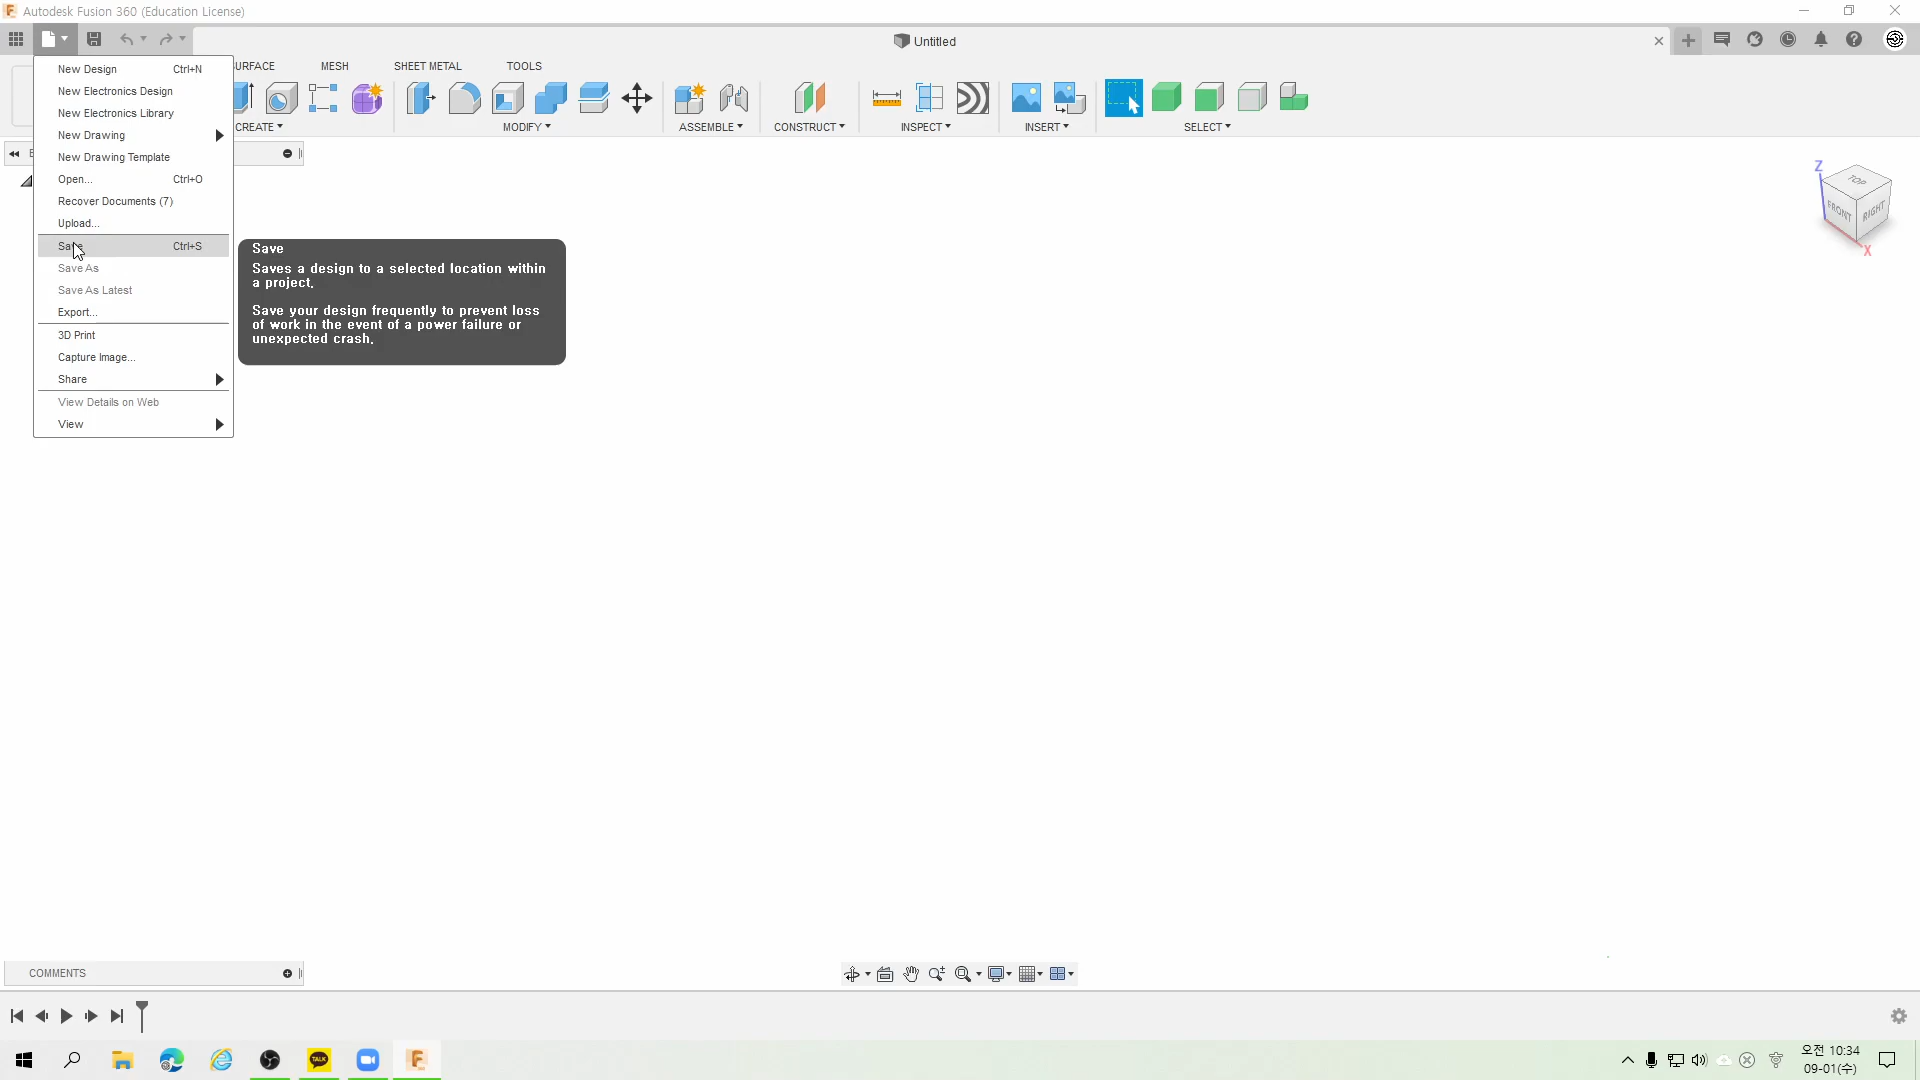 Autodesk Fusion 360 (Education License)
Untitled
New Design Ctrl+N
New Electronics Design
New Electronics Library
New Drawing
New Drawing Template
Open... Ctrl+O
Recover Documents (7)
Upload...
Save Ctrl+S
Save As
Save As Latest
Export...
3D Print
Capture Image...
Share
View Details on Web
View
URFACE MESH SHEET METAL TOOLS
CREATE MODIFY ASSEMBLE CONSTRUCT INSPECT INSERT SELECT
Save
Saves a design to a selected location within
a project.
Save your design frequently to prevent loss
of work in the event of a power failure or
unexpected crash.
Z
TOP
FRONT
RIGHT
X
COMMENTS
TALK
오전 10:34
09-01(수)